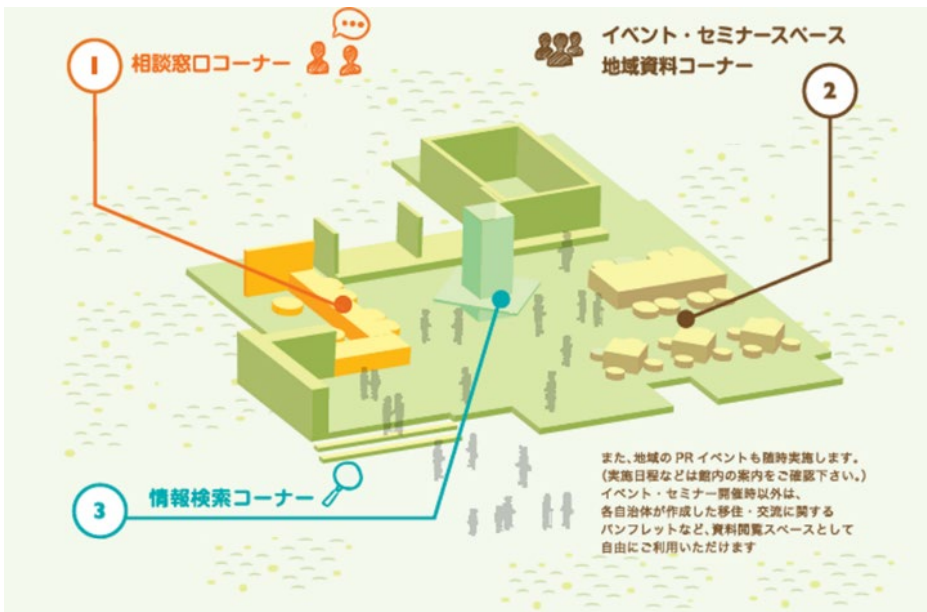 1
相談窓口コーナー
イベント・セミナースペース
地域資料コーナー
2
3
情報検索コーナー
また、地域の PR イベントも随時実施します。
(実施日程などは館内の案内をご確認下さい。)
イベント・セミナー開催時以外は、
各自治体が作成した移住・交流に関する
パンフレットなど、資料閲覧スペースとして
自由にご利用いただけます